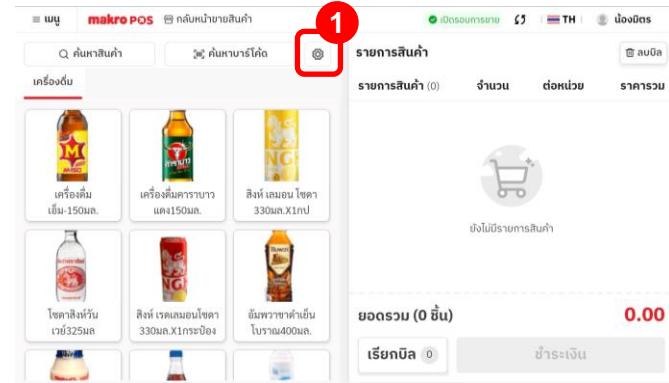 เมนู makro POS กลับหน้าขายสินค้า 1 เปิดรอบการขาย TH น้องมิตร
ค้นหาสินค้า ค้นหาบาร์โค้ด รายการสินค้า ลบบิล
เครื่องดื่ม รายการสินค้า (0) จำนวน ต่อหน่วย ราคารวม
เครื่องดื่ม
เอ็ม-150มล.
เครื่องดื่มคาราบาว
แดง150มล.
สิงห์ เลมอน โซดา
330มล.X1กป
ยังไม่มีรายการสินค้า
โซดาสิงห์วัน
เวย์325มล
สิงห์ เรดเลมอนโซดา
330มล.X1กระป๋อง
อัมพวาชาดำเย็น
โบราณ400มล.
ยอดรวม (0 ชิ้น) 0.00
เรียกบิล 0 ชำระเงิน